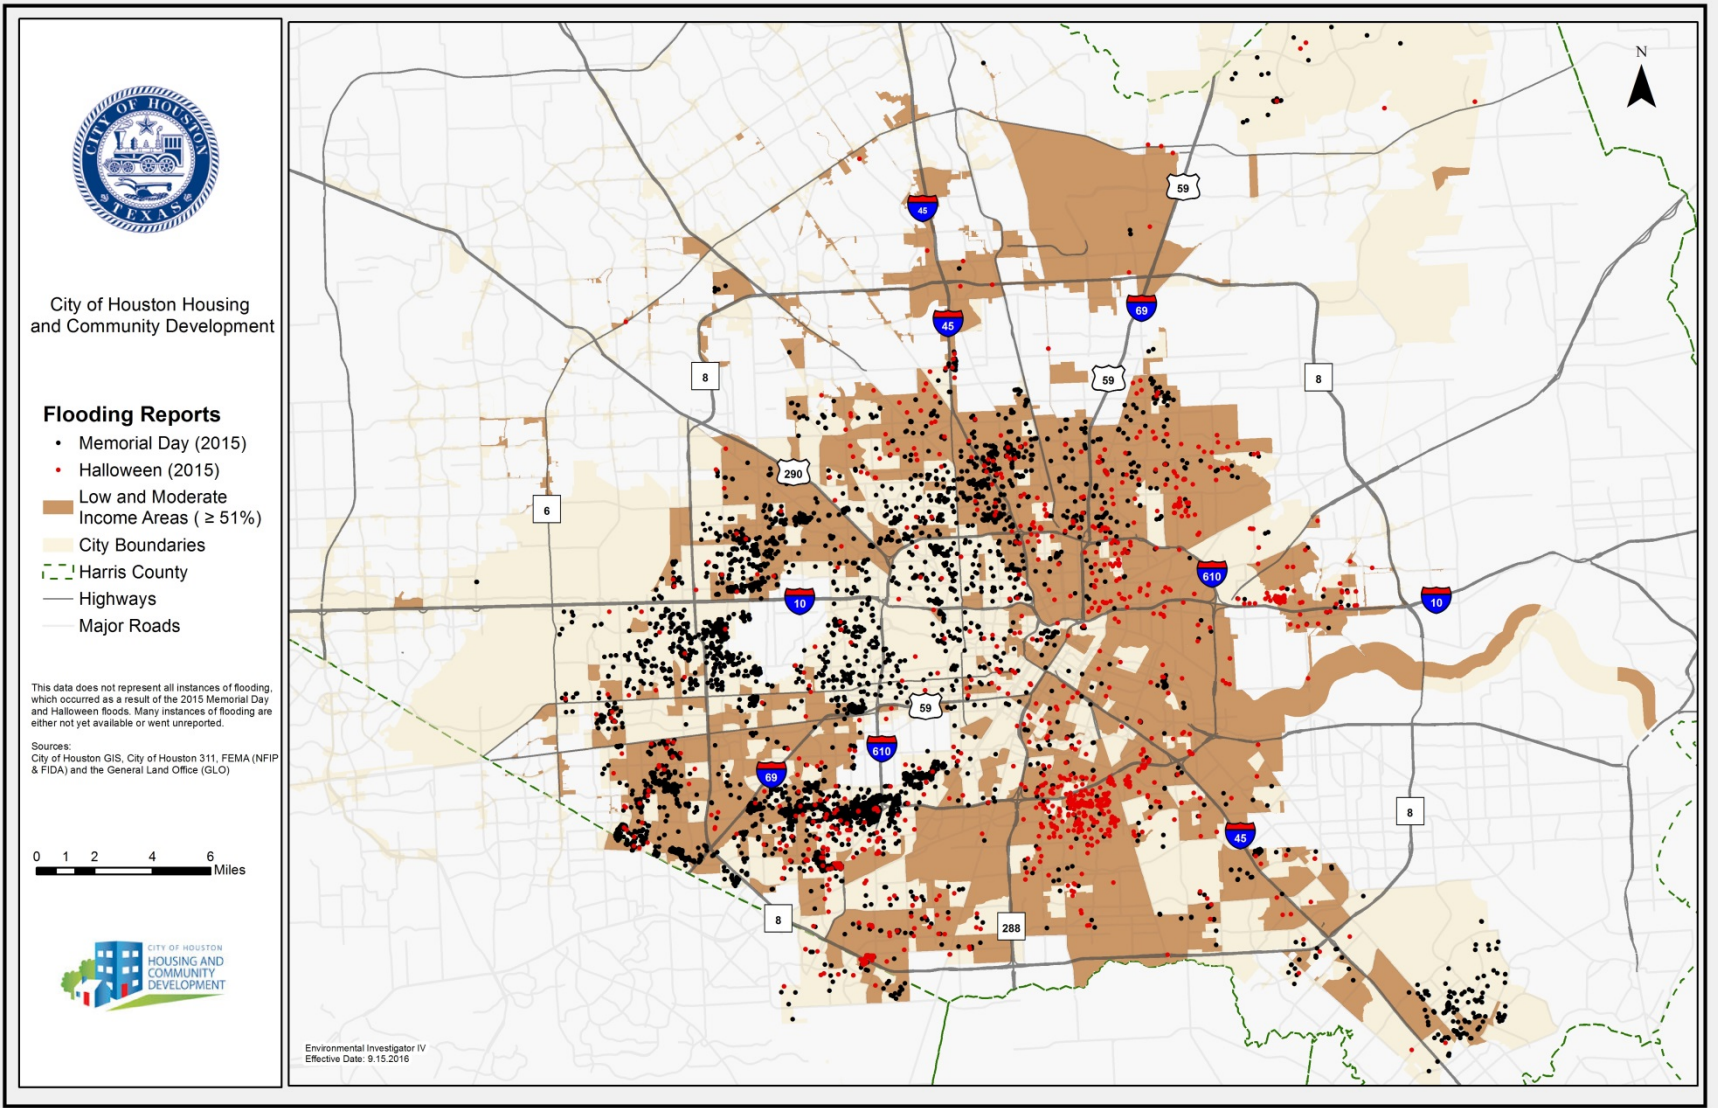 CITY OF HOUSTON
TEXAS
City of Houston Housing
and Community Development
Flooding Reports
Memorial Day (2015)
Halloween (2015)
Low and Moderate
Income Areas ( ≥ 51%)
City Boundaries
Harris County
Highways
Major Roads
This data does not represent all instances of flooding,
which occurred as a result of the 2015 Memorial Day
and Halloween floods. Many instances of flooding are
either not yet available or went unreported.
Sources:
City of Houston GIS, City of Houston 311, FEMA (NFIP
& FIDA) and the General Land Office (GLO)
0 1 2 4 6
Miles
CITY OF HOUSTON
HOUSING AND
COMMUNITY
DEVELOPMENT
N
59
45
69
45
8
59
8
290
6
610
10
10
59
610
69
8
45
8
288
Environmental Investigator IV
Effective Date: 9.15.2016